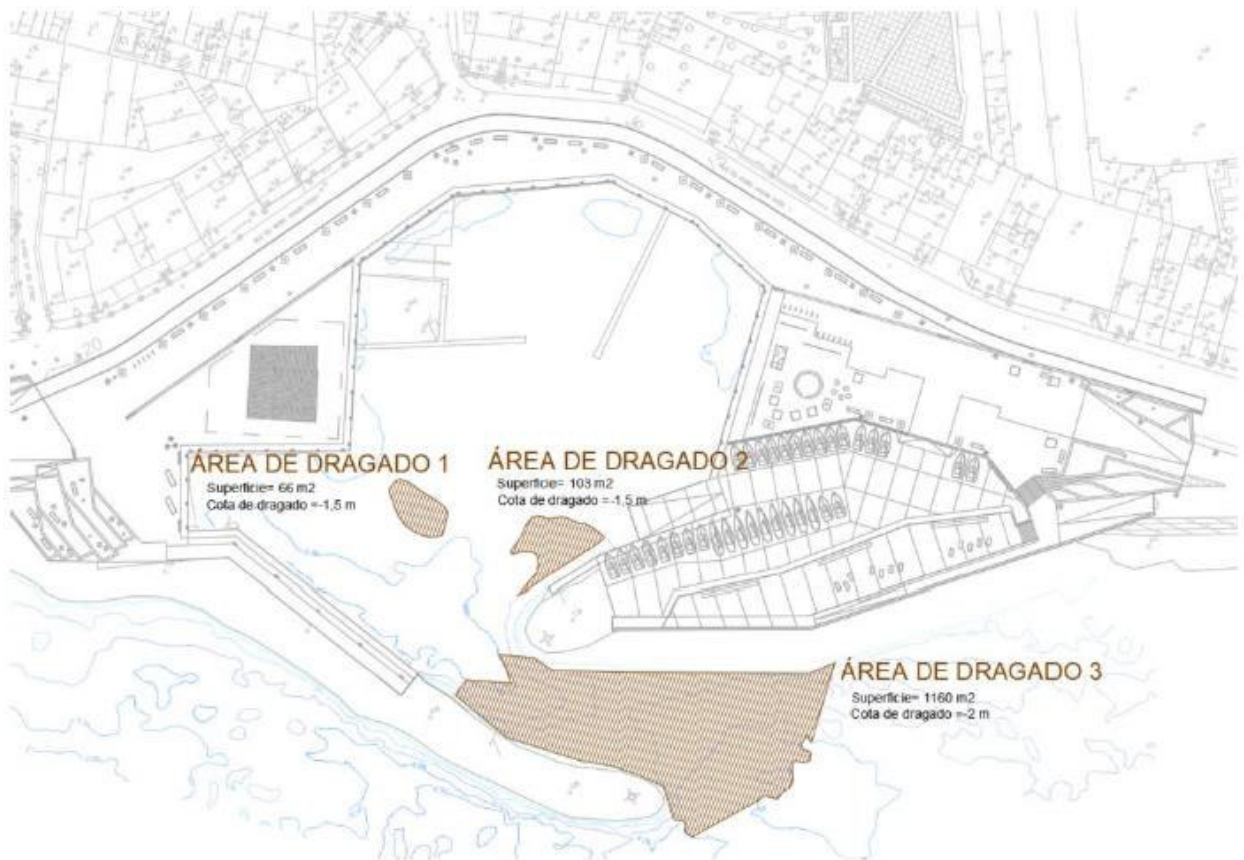 ÁREA DE DRAGADO 1
Superficie= 66 m2
Cota de dragado =-1,5 m
ÁREA DE DRAGADO 2
Superficie= 103 m2
Cota de dragado =-1,5 m
ÁREA DE DRAGADO 3
Superficie= 1160 m2
Cota de dragado =-2 m